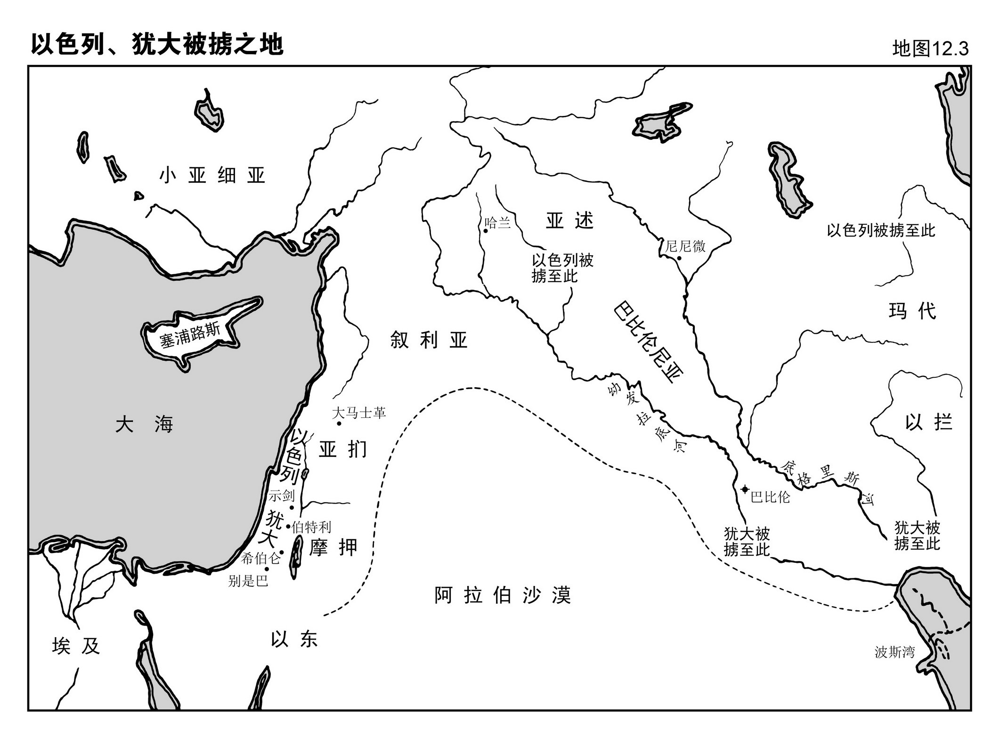 以色列、犹大被掳之地
地图12.3
小亚细亚
哈兰
亚述
以色列被掳至此
尼尼微
以色列被
掳至此
玛代
塞浦路斯
叙利亚
巴比伦尼亚
幼发拉底河
大海
大马士革
以色列
亚扪
以拦
底格里斯河
巴比伦
示剑
犹大
伯特利
摩押
犹大被
掳至此
犹大被
掳至此
希伯仑
别是巴
阿拉伯沙漠
以东
埃及
波斯湾